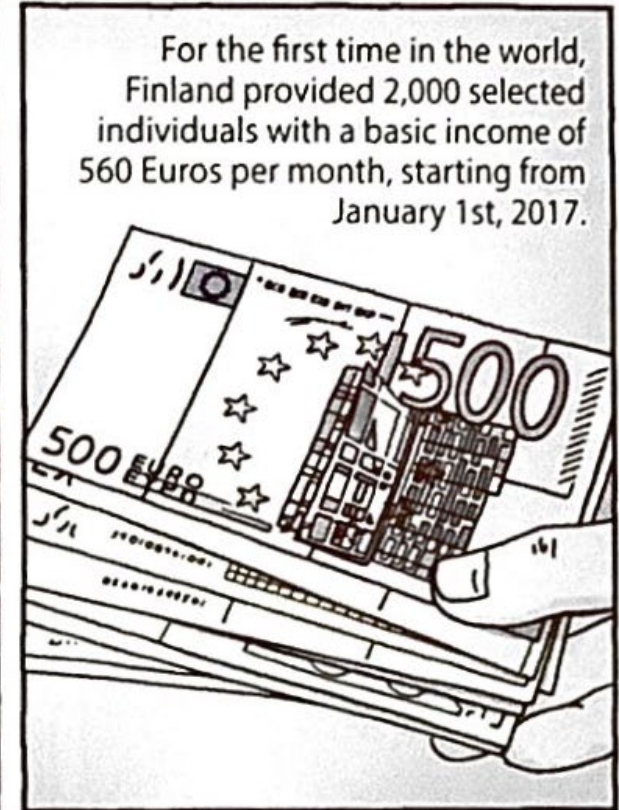 For the first time in the world,
Finland provided 2,000 selected
individuals with a basic income of
560 Euros per month, starting from
January 1st, 2017.
500
500 EURO